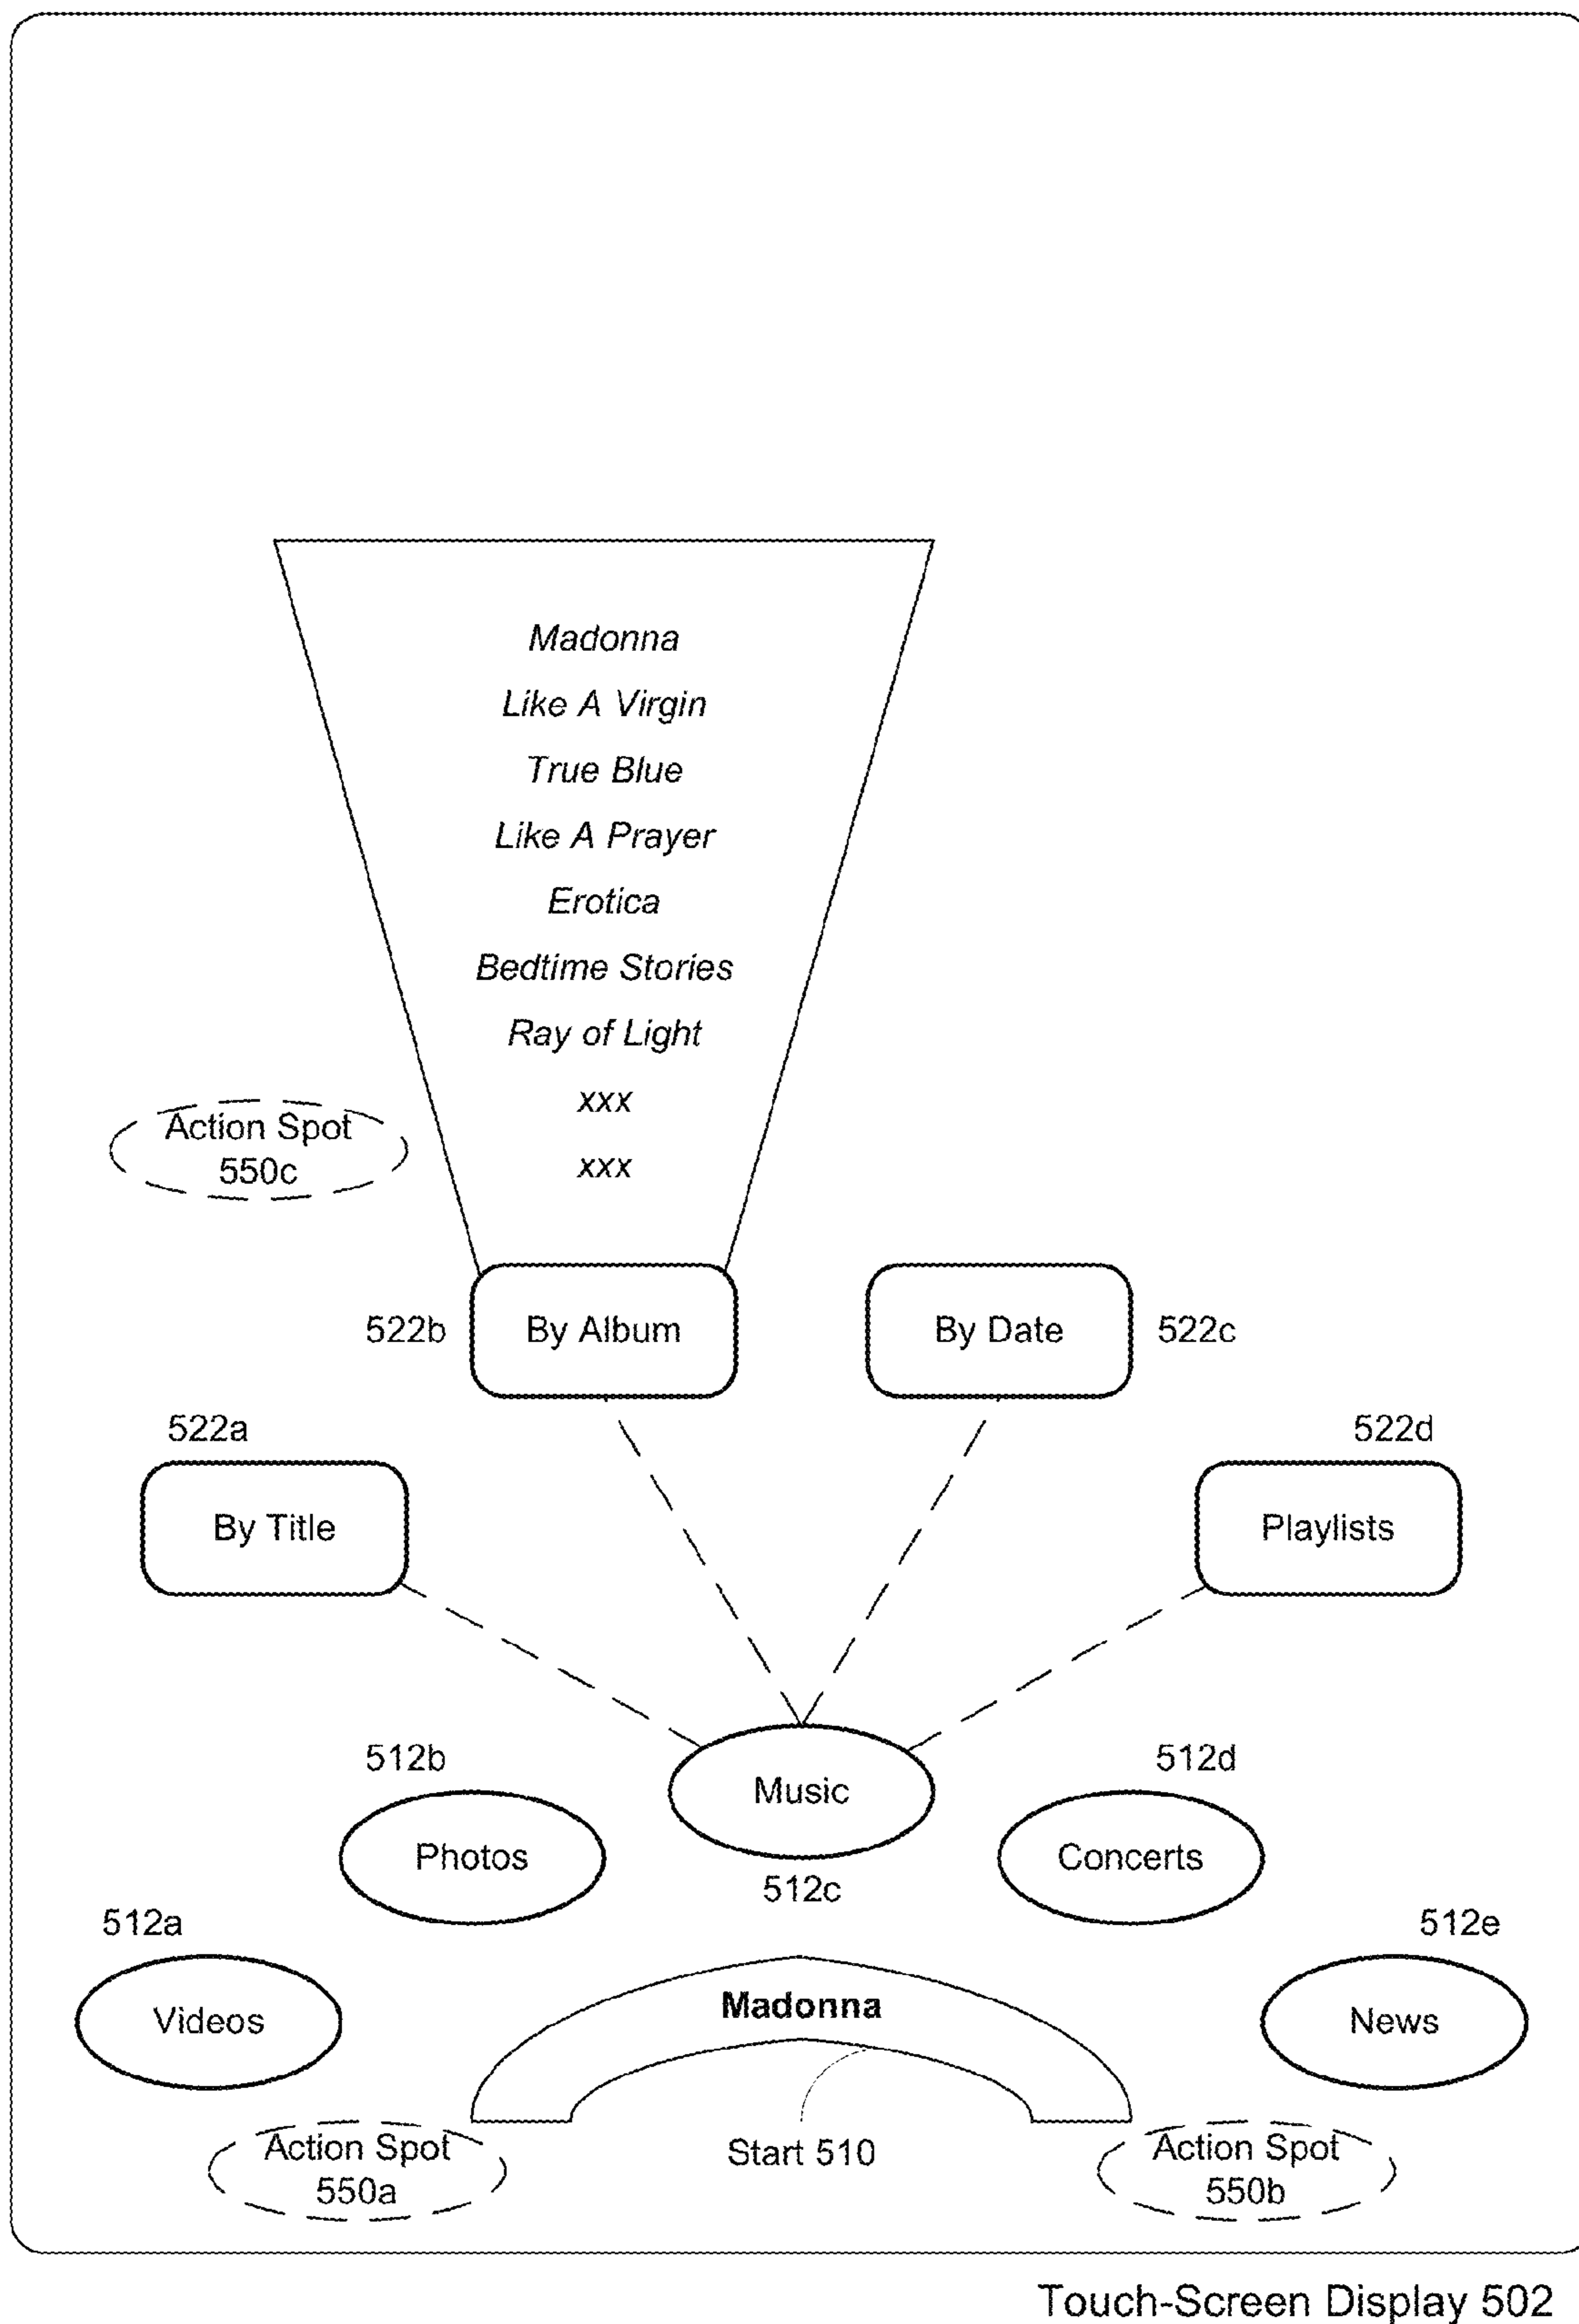 Madonna
Like A Virgin
True Blue
Like A Prayer
Erotica
Bedtime Stories
Ray of Light
xxx
xxx
Action Spot
550c
522b
By Album
By Date
522c
522a
522d
By Title
Playlists
512b
Music
512d
Photos
Concerts
512c
512a
512e
Videos
Madonna
News
Action Spot
550a
Start 510
Action Spot
550b
Touch-Screen Display 502